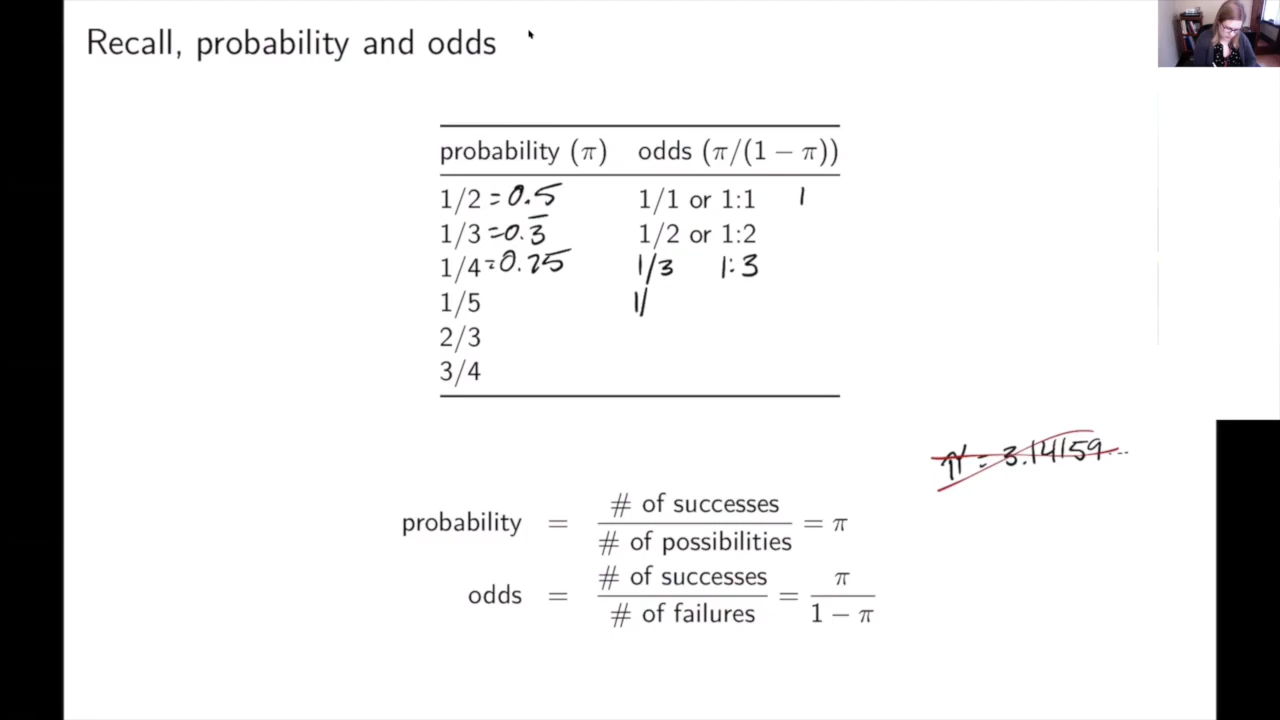 Recall, probability and odds
probability (π) odds (π/(1 − π))
1/2 = 0.5 1/1 or 1:1 1
1/3 = 0.3̅ 1/2 or 1:2
1/4 = 0.25 1/3 1:3
1/5 1/
2/3
3/4
π = 3.14159...
probability = # of successes / # of possibilities = π
odds = # of successes / # of failures = π / 1 − π